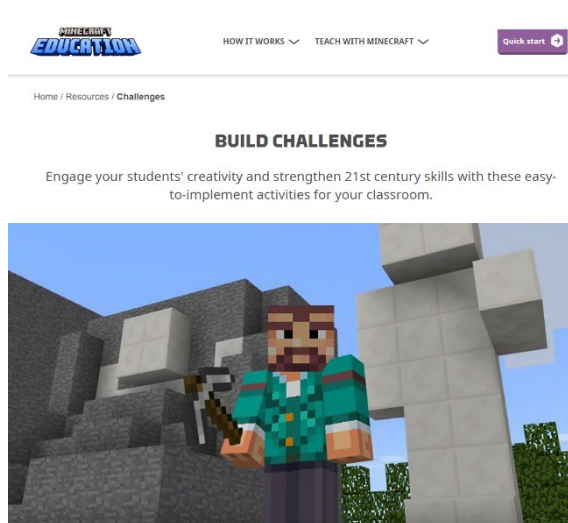 MINECRAFT
EDUCATION
HOW IT WORKS
TEACH WITH MINECRAFT
Quick start
Home / Resources / Challenges
BUILD CHALLENGES
Engage your students' creativity and strengthen 21st century skills with these easy-
to-implement activities for your classroom.